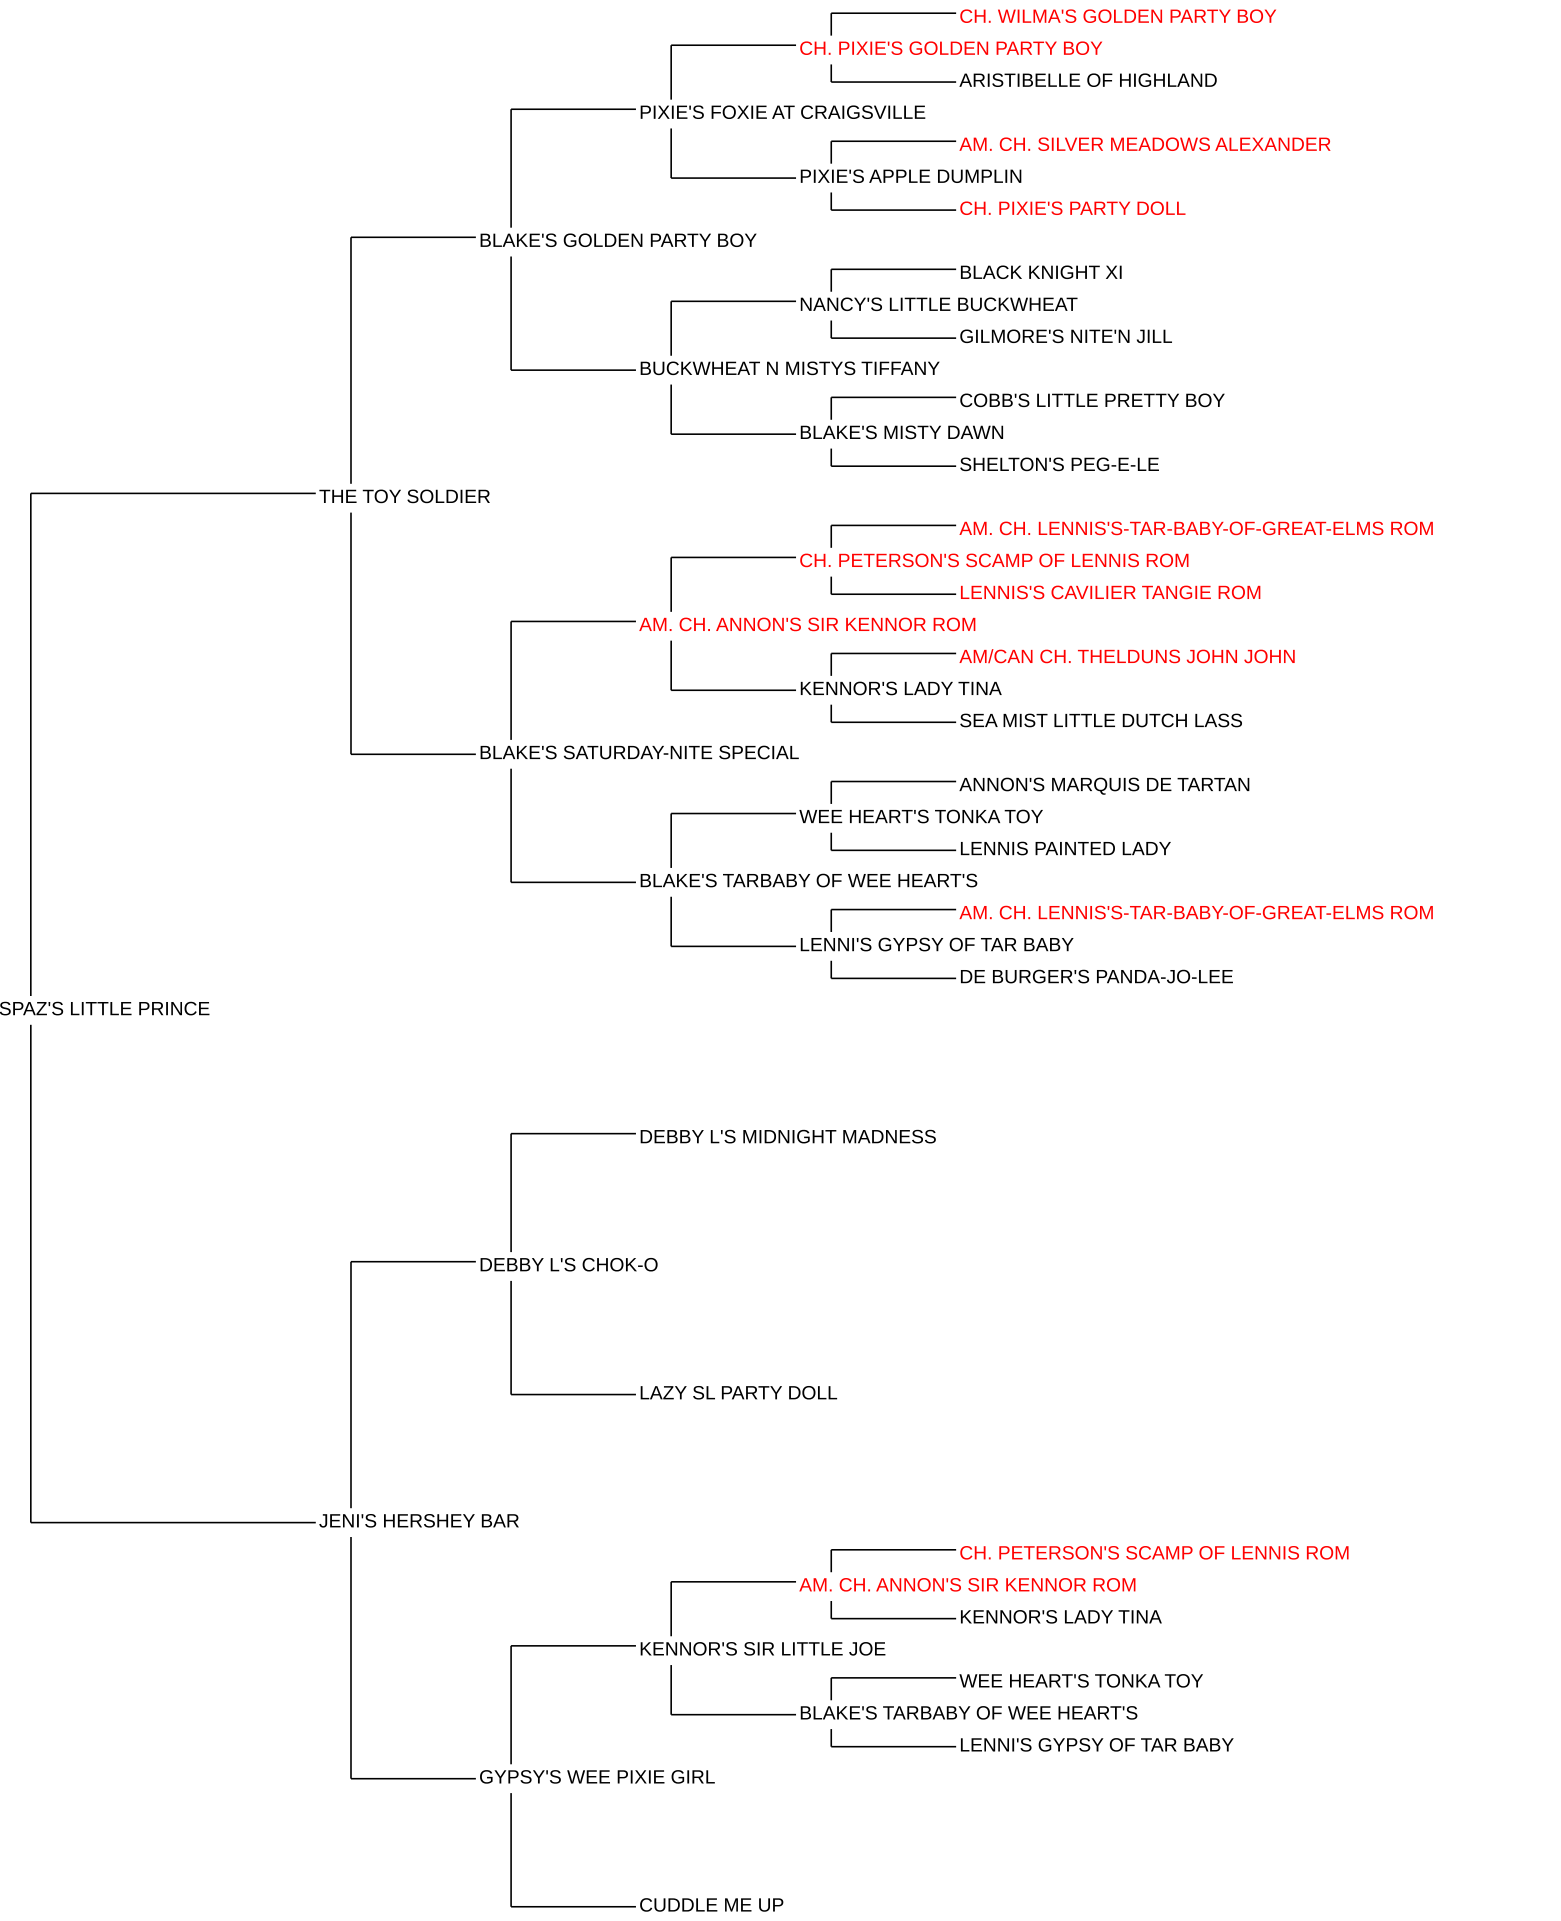 CH. WILMA'S GOLDEN PARTY BOY
CH. PIXIE'S GOLDEN PARTY BOY
ARISTIBELLE OF HIGHLAND
PIXIE'S FOXIE AT CRAIGSVILLE
AM. CH. SILVER MEADOWS ALEXANDER
PIXIE'S APPLE DUMPLIN
CH. PIXIE'S PARTY DOLL
BLAKE'S GOLDEN PARTY BOY
BLACK KNIGHT XI
NANCY'S LITTLE BUCKWHEAT
GILMORE'S NITE'N JILL
BUCKWHEAT N MISTYS TIFFANY
COBB'S LITTLE PRETTY BOY
BLAKE'S MISTY DAWN
SHELTON'S PEG-E-LE
THE TOY SOLDIER
AM. CH. LENNIS'S-TAR-BABY-OF-GREAT-ELMS ROM
CH. PETERSON'S SCAMP OF LENNIS ROM
LENNIS'S CAVILIER TANGIE ROM
AM. CH. ANNON'S SIR KENNOR ROM
AM/CAN CH. THELDUNS JOHN JOHN
KENNOR'S LADY TINA
SEA MIST LITTLE DUTCH LASS
BLAKE'S SATURDAY-NITE SPECIAL
ANNON'S MARQUIS DE TARTAN
WEE HEART'S TONKA TOY
LENNIS PAINTED LADY
BLAKE'S TARBABY OF WEE HEART'S
AM. CH. LENNIS'S-TAR-BABY-OF-GREAT-ELMS ROM
LENNI'S GYPSY OF TAR BABY
DE BURGER'S PANDA-JO-LEE
SPAZ'S LITTLE PRINCE
DEBBY L'S MIDNIGHT MADNESS
DEBBY L'S CHOK-O
LAZY SL PARTY DOLL
JENI'S HERSHEY BAR
CH. PETERSON'S SCAMP OF LENNIS ROM
AM. CH. ANNON'S SIR KENNOR ROM
KENNOR'S LADY TINA
KENNOR'S SIR LITTLE JOE
WEE HEART'S TONKA TOY
BLAKE'S TARBABY OF WEE HEART'S
LENNI'S GYPSY OF TAR BABY
GYPSY'S WEE PIXIE GIRL
CUDDLE ME UP